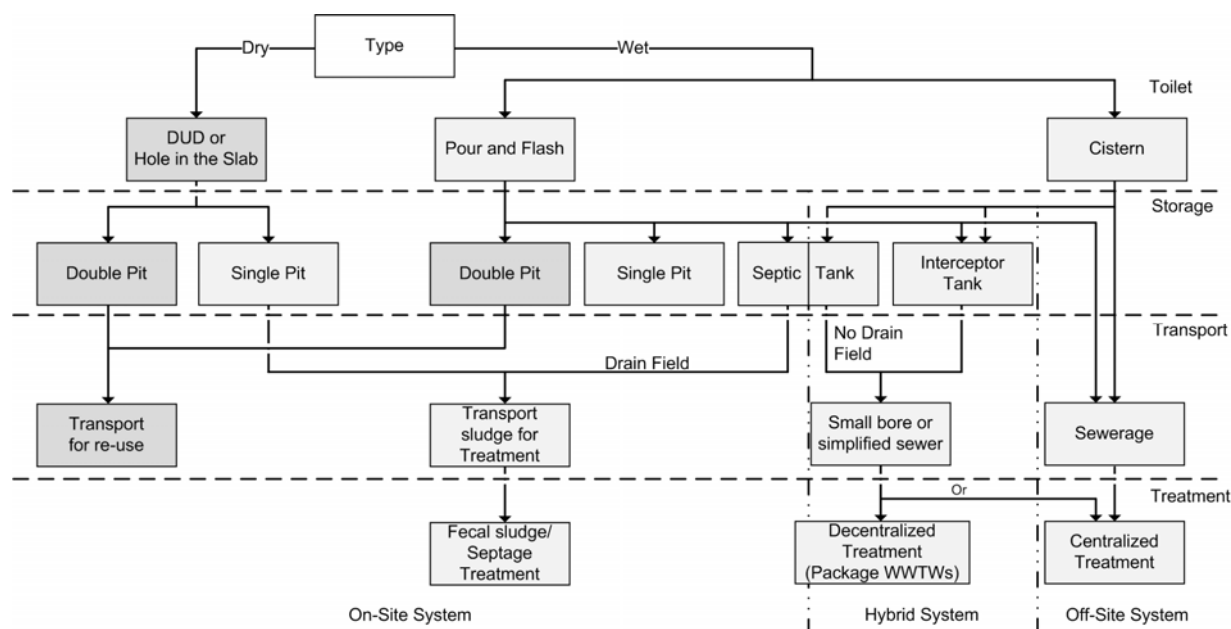 Type
Dry
Wet
Toilet
DUD or
Hole in the Slab
Pour and Flash
Cistern
Storage
Double Pit
Single Pit
Double Pit
Single Pit
Septic
Tank
Interceptor
Tank
Transport
No Drain
Field
Drain Field
Transport
for re-use
Transport
sludge for
Treatment
Small bore or
simplified sewer
Sewerage
Treatment
Or
Fecal sludge/
Septage
Treatment
Decentralized
Treatment
(Package WWTWs)
Centralized
Treatment
On-Site System
Hybrid System
Off-Site System